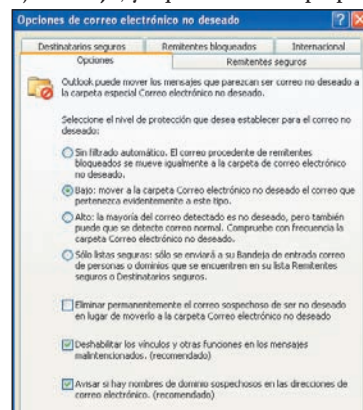 Opciones de correo electrónico no deseado
Destinatarios seguros
Remitentes bloqueados
Internacional
Opciones
Remitentes seguros
Outlook puede mover los mensajes que parezcan ser correo no deseado a
la carpeta especial Correo electrónico no deseado.
Seleccione el nivel de protección que desea establecer para el correo no
deseado:
Sin filtrado automático. El correo procedente de remitentes
bloqueados se mueve igualmente a la carpeta de correo electrónico
no deseado.
Bajo: mover a la carpeta Correo electrónico no deseado el correo que
pertenezca evidentemente a este tipo.
Alto: la mayoría del correo detectado es no deseado, pero también
puede que se detecte correo normal. Compruebe con frecuencia la
carpeta Correo electrónico no deseado.
Sólo listas seguras: sólo se enviará a su Bandeja de entrada correo
de personas o dominios que se encuentren en su lista Remitentes
seguros o Destinatarios seguros.
Eliminar permanentemente el correo sospechoso de ser no deseado
en lugar de moverlo a la carpeta Correo electrónico no deseado
Deshabilitar los vínculos y otras funciones en los mensajes
malintencionados. (recomendado)
Avisar si hay nombres de dominio sospechosos en las direcciones de
correo electrónico. (recomendado)